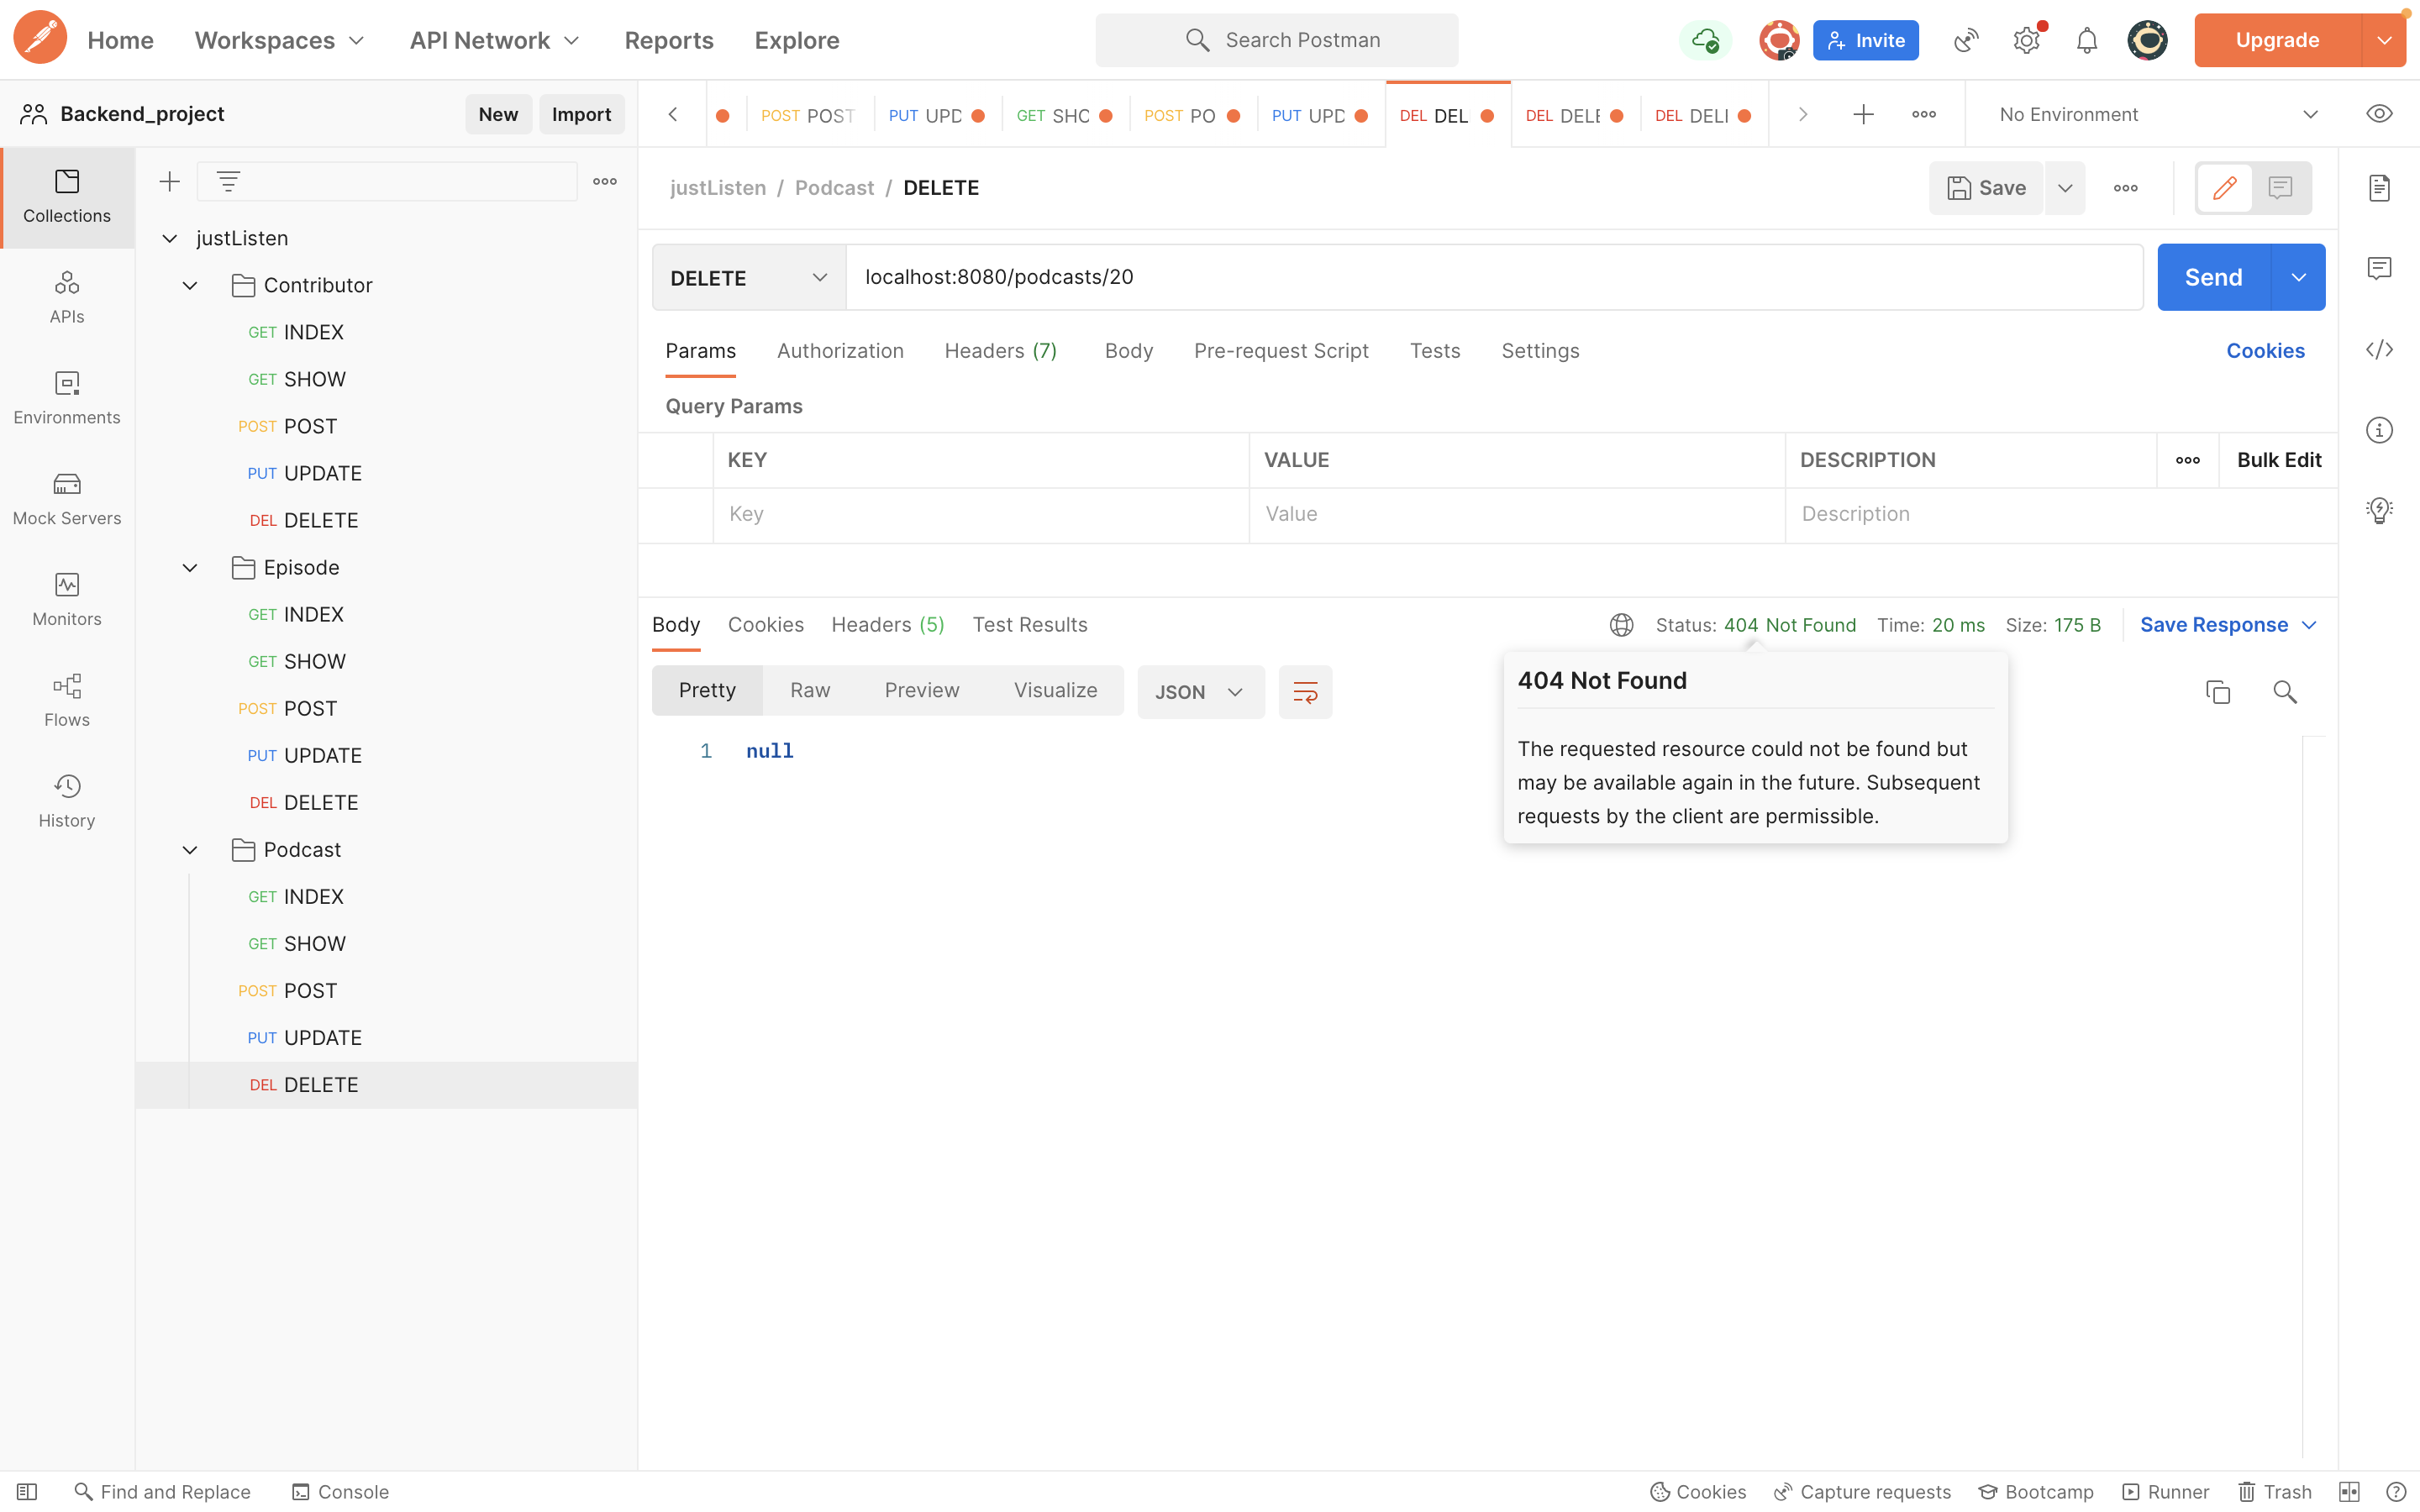 Home Workspaces API Network Reports Explore Search Postman Invite Upgrade
Backend_project New Import
POST POST PUT UPD GET SHC POST PO PUT UPD DEL DEL DEL DELE DEL DELI No Environment
Collections
APIs
Environments
Mock Servers
Monitors
Flows
History
justListen
Contributor
GET INDEX
GET SHOW
POST POST
PUT UPDATE
DEL DELETE
Episode
GET INDEX
GET SHOW
POST POST
PUT UPDATE
DEL DELETE
Podcast
GET INDEX
GET SHOW
POST POST
PUT UPDATE
DEL DELETE
justListen / Podcast / DELETE Save
DELETE localhost:8080/podcasts/20 Send
Params Authorization Headers (7) Body Pre-request Script Tests Settings Cookies
Query Params
KEY VALUE DESCRIPTION Bulk Edit
Key Value Description
Body Cookies Headers (5) Test Results Status: 404 Not Found Time: 20 ms Size: 175 B Save Response
Pretty Raw Preview Visualize JSON
1 null
404 Not Found
The requested resource could not be found but
may be available again in the future. Subsequent
requests by the client are permissible.
Find and Replace Console Cookies Capture requests Bootcamp Runner Trash